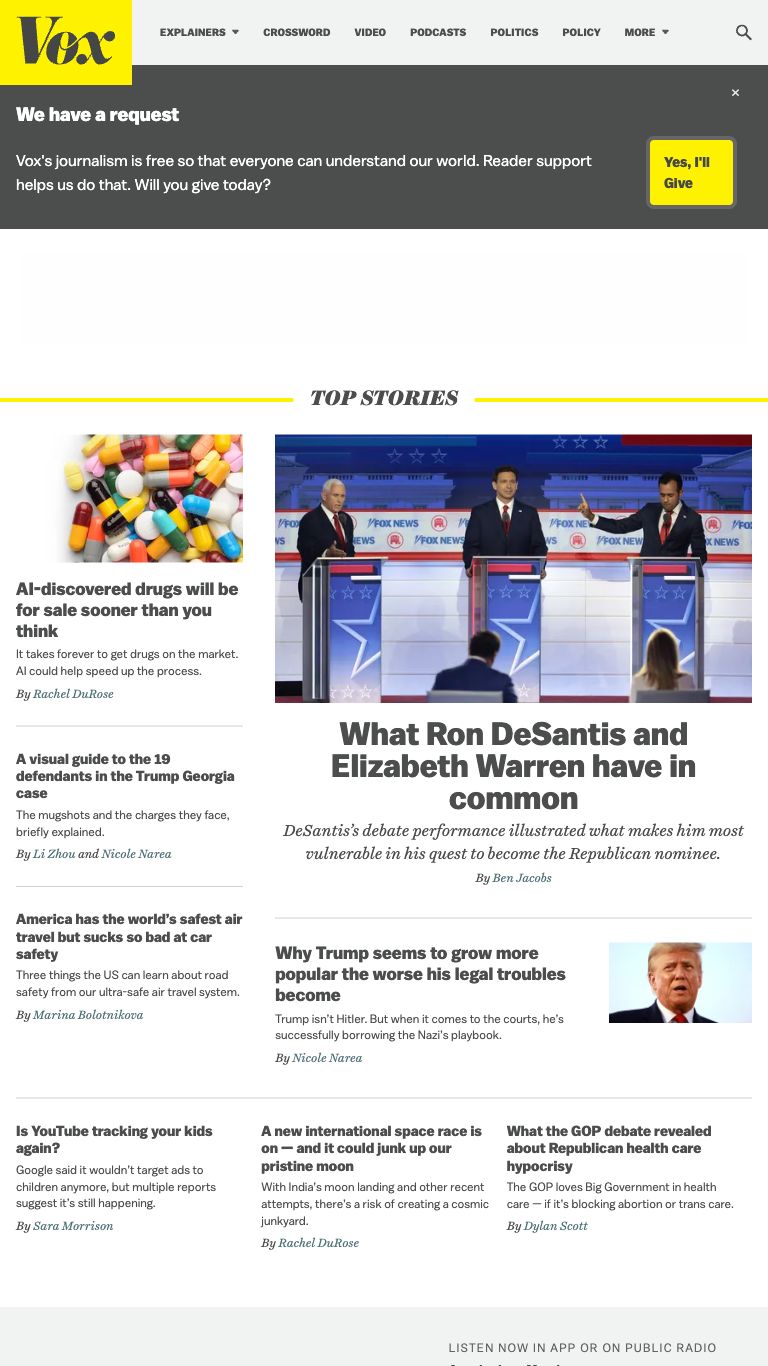 Vox
EXPLAINERS
CROSSWORD
VIDEO
PODCASTS
POLITICS
POLICY
MORE
×
We have a request
Vox's journalism is free so that everyone can understand our world. Reader support
helps us do that. Will you give today?
Yes, I'll
Give
TOP STORIES
AI-discovered drugs will be
for sale sooner than you
think
It takes forever to get drugs on the market.
AI could help speed up the process.
By Rachel DuRose
A visual guide to the 19
defendants in the Trump Georgia
case
The mugshots and the charges they face,
briefly explained.
By Li Zhou and Nicole Narea
America has the world’s safest air
travel but sucks so bad at car
safety
Three things the US can learn about road
safety from our ultra-safe air travel system.
By Marina Bolotnikova
FOX NEWS
FOX NEWS
FOX NEWS
FOX NEWS
What Ron DeSantis and
Elizabeth Warren have in
common
DeSantis’s debate performance illustrated what makes him most
vulnerable in his quest to become the Republican nominee.
By Ben Jacobs
Why Trump seems to grow more
popular the worse his legal troubles
become
Trump isn’t Hitler. But when it comes to the courts, he’s
successfully borrowing the Nazi’s playbook.
By Nicole Narea
Is YouTube tracking your kids
again?
Google said it wouldn’t target ads to
children anymore, but multiple reports
suggest it’s still happening.
By Sara Morrison
A new international space race is
on — and it could junk up our
pristine moon
With India’s moon landing and other recent
attempts, there’s a risk of creating a cosmic
junkyard.
By Rachel DuRose
What the GOP debate revealed
about Republican health care
hypocrisy
The GOP loves Big Government in health
care — if it’s blocking abortion or trans care.
By Dylan Scott
LISTEN NOW IN APP OR ON PUBLIC RADIO